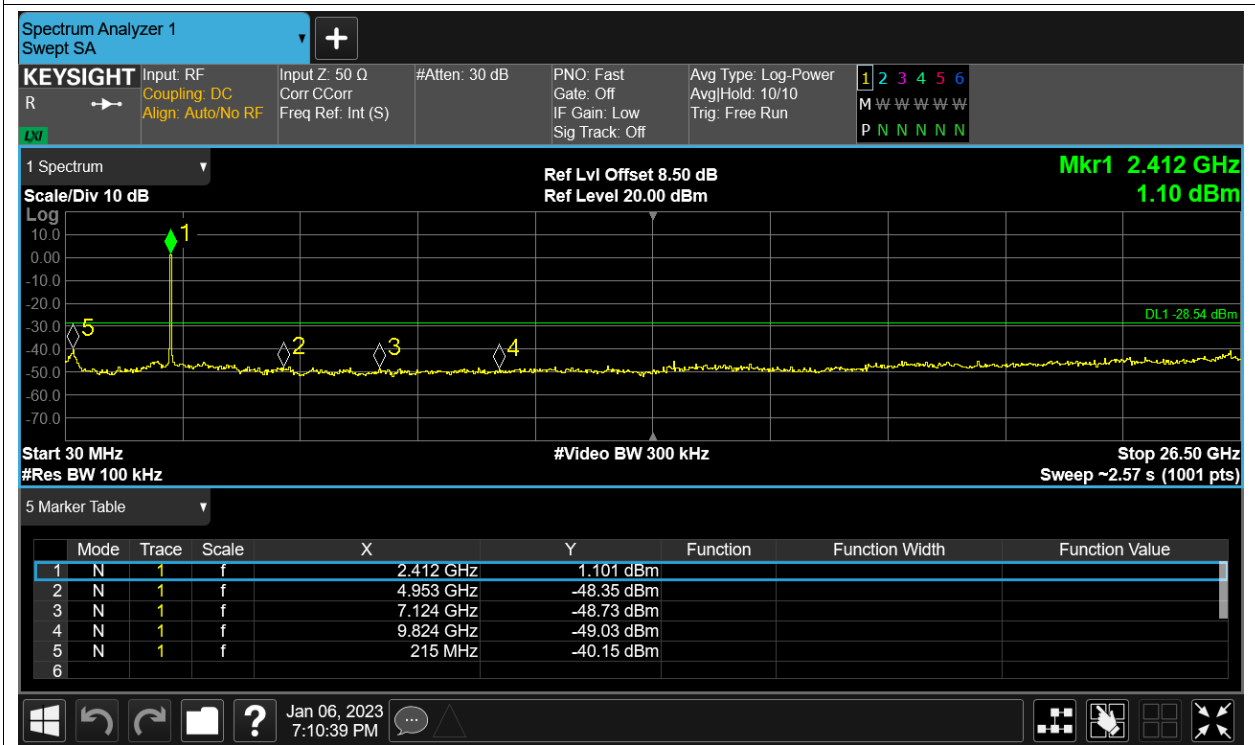 Spectrum Analyzer 1
Swept SA
KEYSIGHT
R
LXI
Input: RF
Coupling: DC
Align: Auto/No RF
Input Z: 50 Ω
Corr CCorr
Freq Ref: Int (S)
#Atten: 30 dB
PNO: Fast
Gate: Off
IF Gain: Low
Sig Track: Off
Avg Type: Log-Power
Avg|Hold: 10/10
Trig: Free Run
1 2 3 4 5 6
M W W W W W
P N N N N N
1 Spectrum
Scale/Div 10 dB
Ref Lvl Offset 8.50 dB
Ref Level 20.00 dBm
Mkr1 2.412 GHz
1.10 dBm
Log
10.0
0.00
-10.0
-20.0
-30.0
-40.0
-50.0
-60.0
-70.0
1
5
2
3
4
DL1 -28.54 dBm
Start 30 MHz
#Video BW 300 kHz
Stop 26.50 GHz
#Res BW 100 kHz
Sweep ~2.57 s (1001 pts)
5 Marker Table
Mode Trace Scale X Y Function Function Width Function Value
1 N 1 f 2.412 GHz 1.101 dBm
2 N 1 f 4.953 GHz -48.35 dBm
3 N 1 f 7.124 GHz -48.73 dBm
4 N 1 f 9.824 GHz -49.03 dBm
5 N 1 f 215 MHz -40.15 dBm
6
?
Jan 06, 2023
7:10:39 PM